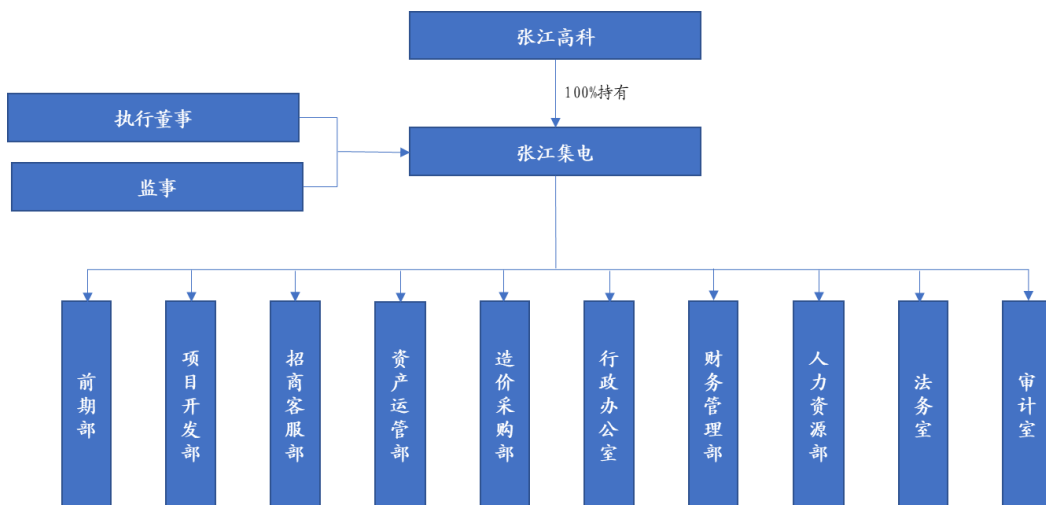 张江高科
100%持有
执行董事
张江集电
监事
前期部
项目开发部
招商客服部
资产运管部
造价采购部
行政办公室
财务管理部
人力资源部
法务室
审计室